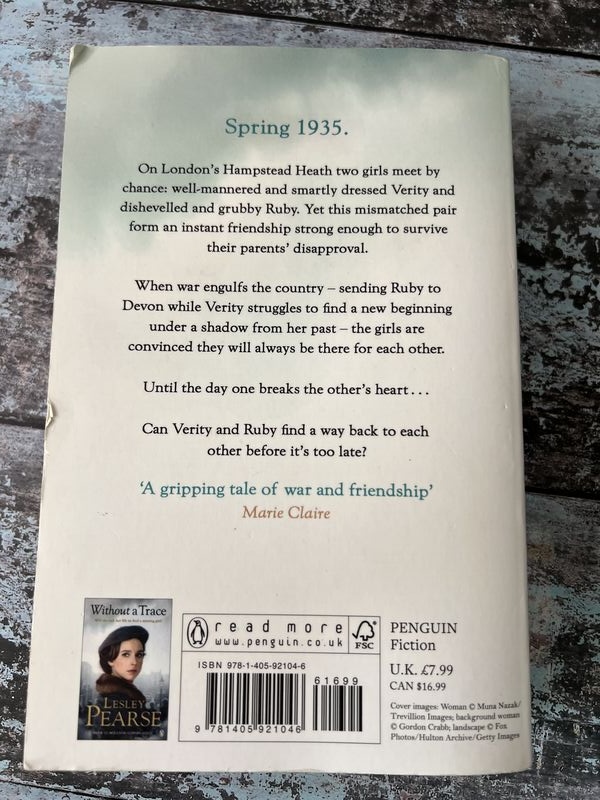 Spring 1935.
On London's Hampstead Heath two girls meet by
chance: well-mannered and smartly dressed Verity and
dishevelled and grubby Ruby. Yet this mismatched pair
form an instant friendship strong enough to survive
their parents' disapproval.
When war engulfs the country – sending Ruby to
Devon while Verity struggles to find a new beginning
under a shadow from her past – the girls are
convinced they will always be there for each other.
Until the day one breaks the other's heart...
Can Verity and Ruby find a way back to each
other before it's too late?
'A gripping tale of war and friendship'
Marie Claire
Without a Trace
LESLEY
PEARSE
read more
www.penguin.co.uk
FSC
ISBN 978-1-405-92104-6
61699
9 781405 921046
PENGUIN
Fiction
U.K. £7.99
CAN $16.99
Cover images: Woman © Muna Nazak/
Trevillion Images; background woman
© Gordon Crabb; landscape © Fox
Photos/Hulton Archive/Getty Images